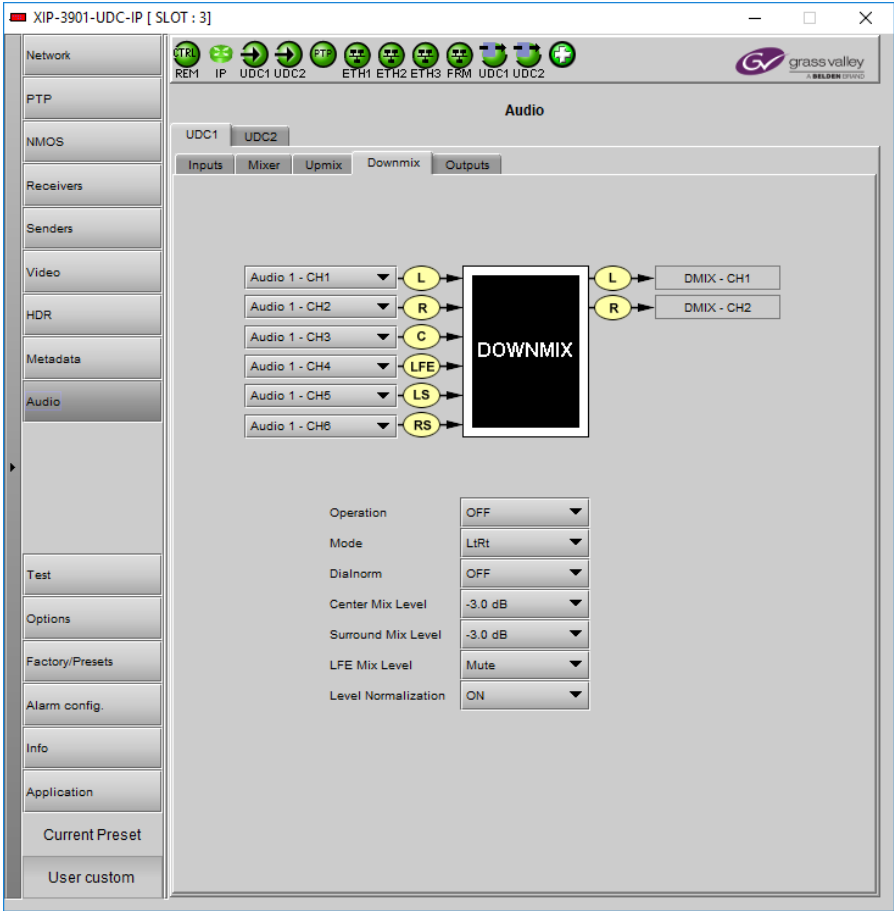 XIP-3901-UDC-IP [ SLOT : 3]
Network
PTP
NMOS
Receivers
Senders
Video
HDR
Metadata
Audio
Test
Options
Factory/Presets
Alarm config.
Info
Application
Current Preset
User custom
CTRL PTP
REM IP UDC1 UDC2 ETH1 ETH2 ETH3 FRM UDC1 UDC2
GV grass valley
A BELDEN BRAND
Audio
UDC1 UDC2
Inputs Mixer Upmix Downmix Outputs
Audio 1 - CH1 L L DMIX - CH1
Audio 1 - CH2 R R DMIX - CH2
Audio 1 - CH3 C
DOWNMIX
Audio 1 - CH4 LFE
Audio 1 - CH5 LS
Audio 1 - CH6 RS
Operation OFF
Mode LtRt
Dialnorm OFF
Center Mix Level -3.0 dB
Surround Mix Level -3.0 dB
LFE Mix Level Mute
Level Normalization ON